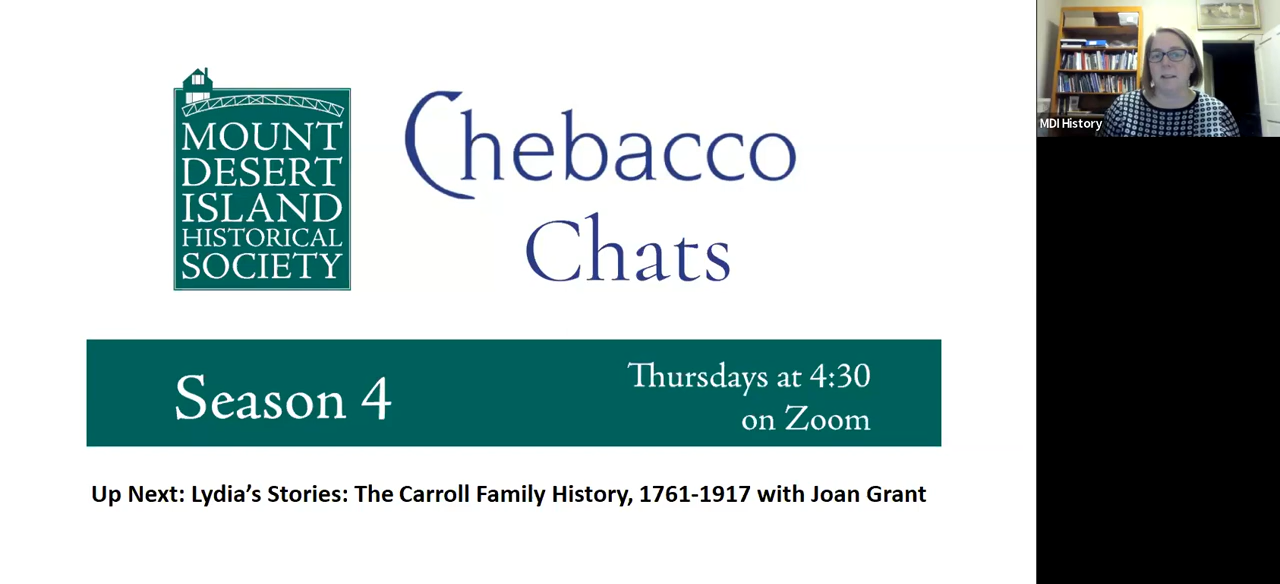 MOUNT
DESERT
ISLAND
HISTORICAL
SOCIETY
Chebacco
Chats
Season 4
Thursdays at 4:30
on Zoom
Up Next: Lydia’s Stories: The Carroll Family History, 1761-1917 with Joan Grant
MDI History